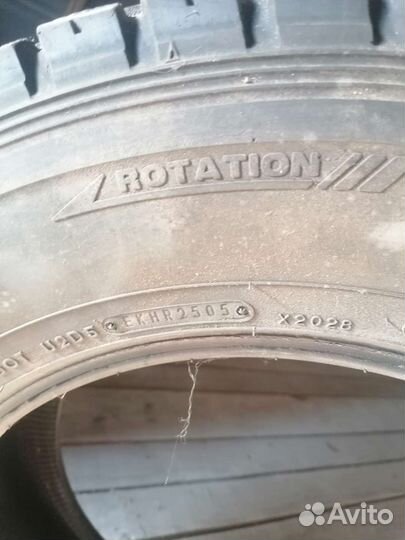 ROTATION
DOT U2D5 EKHR2505 X2028
Avito